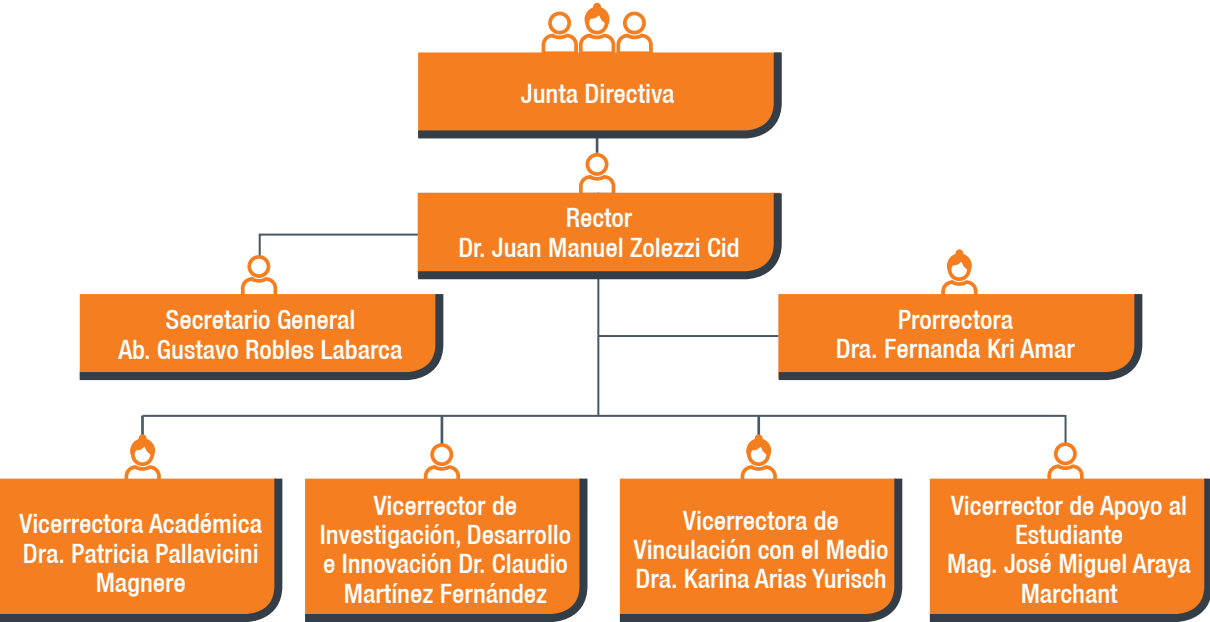 Junta Directiva
Rector
Dr. Juan Manuel Zolezzi Cid
Secretario General
Ab. Gustavo Robles Labarca
Prorrectora
Dra. Fernanda Kri Amar
Vicerrectora Académica
Dra. Patricia Pallavicini
Magnere
Vicerrector de
Investigación, Desarrollo
e Innovación Dr. Claudio
Martínez Fernández
Vicerrectora de
Vinculación con el Medio
Dra. Karina Arias Yurisch
Vicerrector de Apoyo al
Estudiante
Mag. José Miguel Araya
Marchant